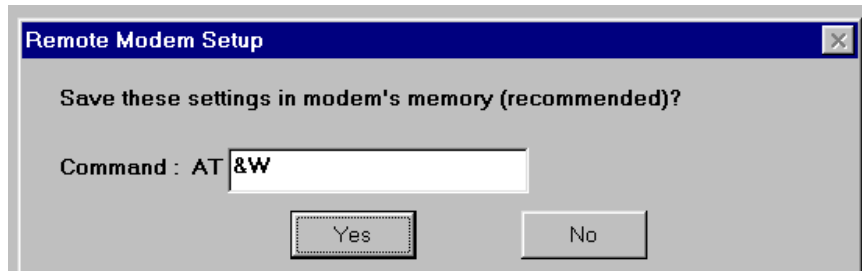 Remote Modem Setup
Save these settings in modem's memory (recommended)?
Command : AT &W
Yes No